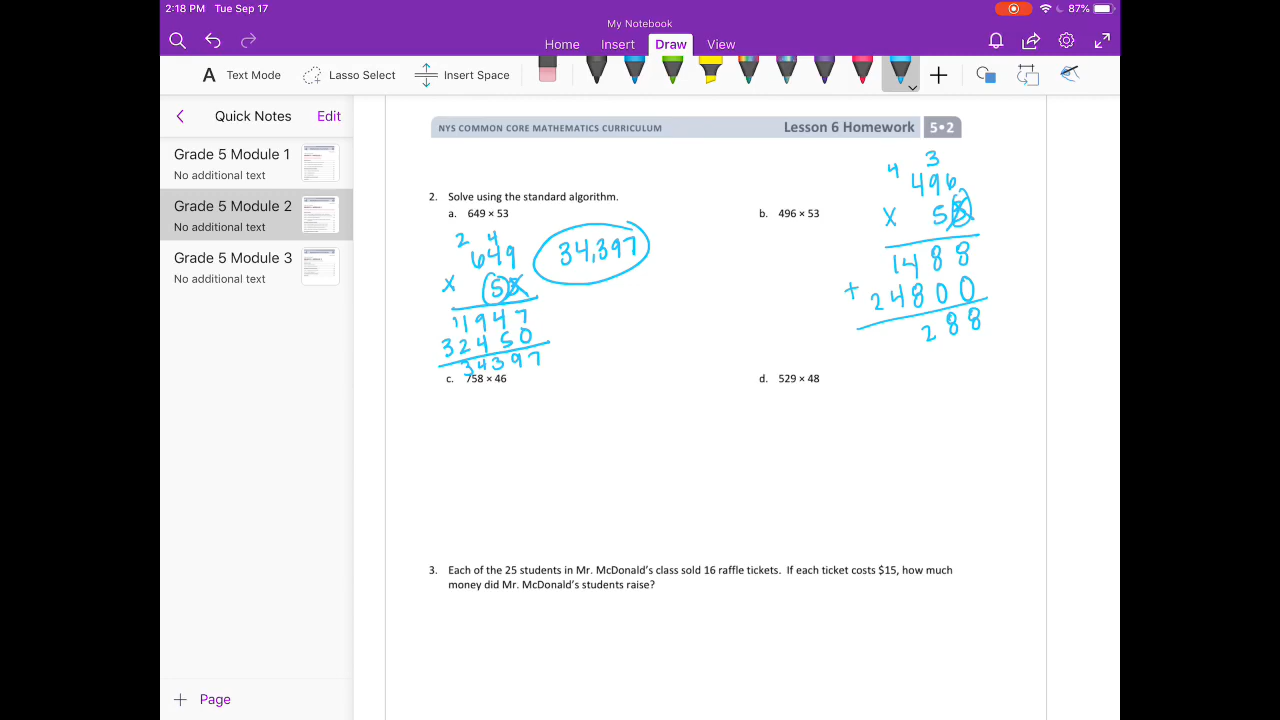 2:18 PM Tue Sep 17
87%
My Notebook
Home Insert Draw View
A Text Mode Lasso Select Insert Space
Quick Notes Edit
Grade 5 Module 1
No additional text
Grade 5 Module 2
No additional text
Grade 5 Module 3
No additional text
+ Page
NYS COMMON CORE MATHEMATICS CURRICULUM Lesson 6 Homework 5•2
2. Solve using the standard algorithm.
a. 649 × 53
2 4
649
x 53
1947
32450
34397
34,397
b. 496 × 53
4 3
496
x 53
1488
+ 24800
288
c. 758 × 46
d. 529 × 48
3. Each of the 25 students in Mr. McDonald's class sold 16 raffle tickets. If each ticket costs $15, how much
money did Mr. McDonald's students raise?